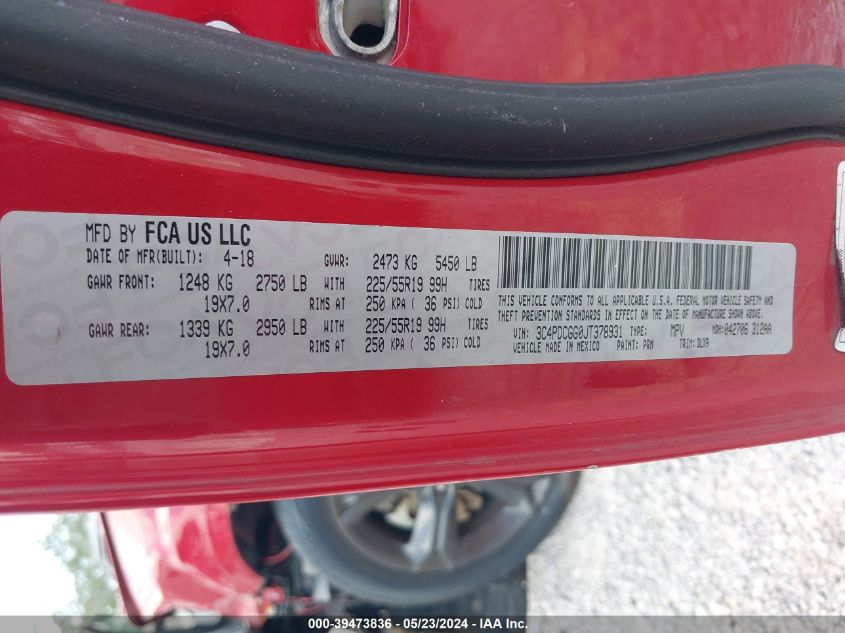 MFD BY FCA US LLC
DATE OF MFR(BUILT): 4-18 GVWR: 2473 KG 5450 LB
GAWR FRONT: 1248 KG 2750 LB WITH 225/55R19 99H TIRES
19X7.0 RIMS AT 250 KPA ( 36 PSI) COLD
GAWR REAR: 1339 KG 2950 LB WITH 225/55R19 99H TIRES
19X7.0 RIMS AT 250 KPA ( 36 PSI) COLD
THIS VEHICLE CONFORMS TO ALL APPLICABLE U.S.A. FEDERAL MOTOR VEHICLE SAFETY AND
THEFT PREVENTION STANDARDS IN EFFECT ON THE DATE OF MANUFACTURE SHOWN ABOVE.
VIN: 3C4PDCGG0JT378931 TYPE: MPV MDH:042706 312AA
VEHICLE MADE IN MEXICO PAINT: PRM TRIM: DLX9
000-39473836 / 05/23/2024 - IAA Inc.